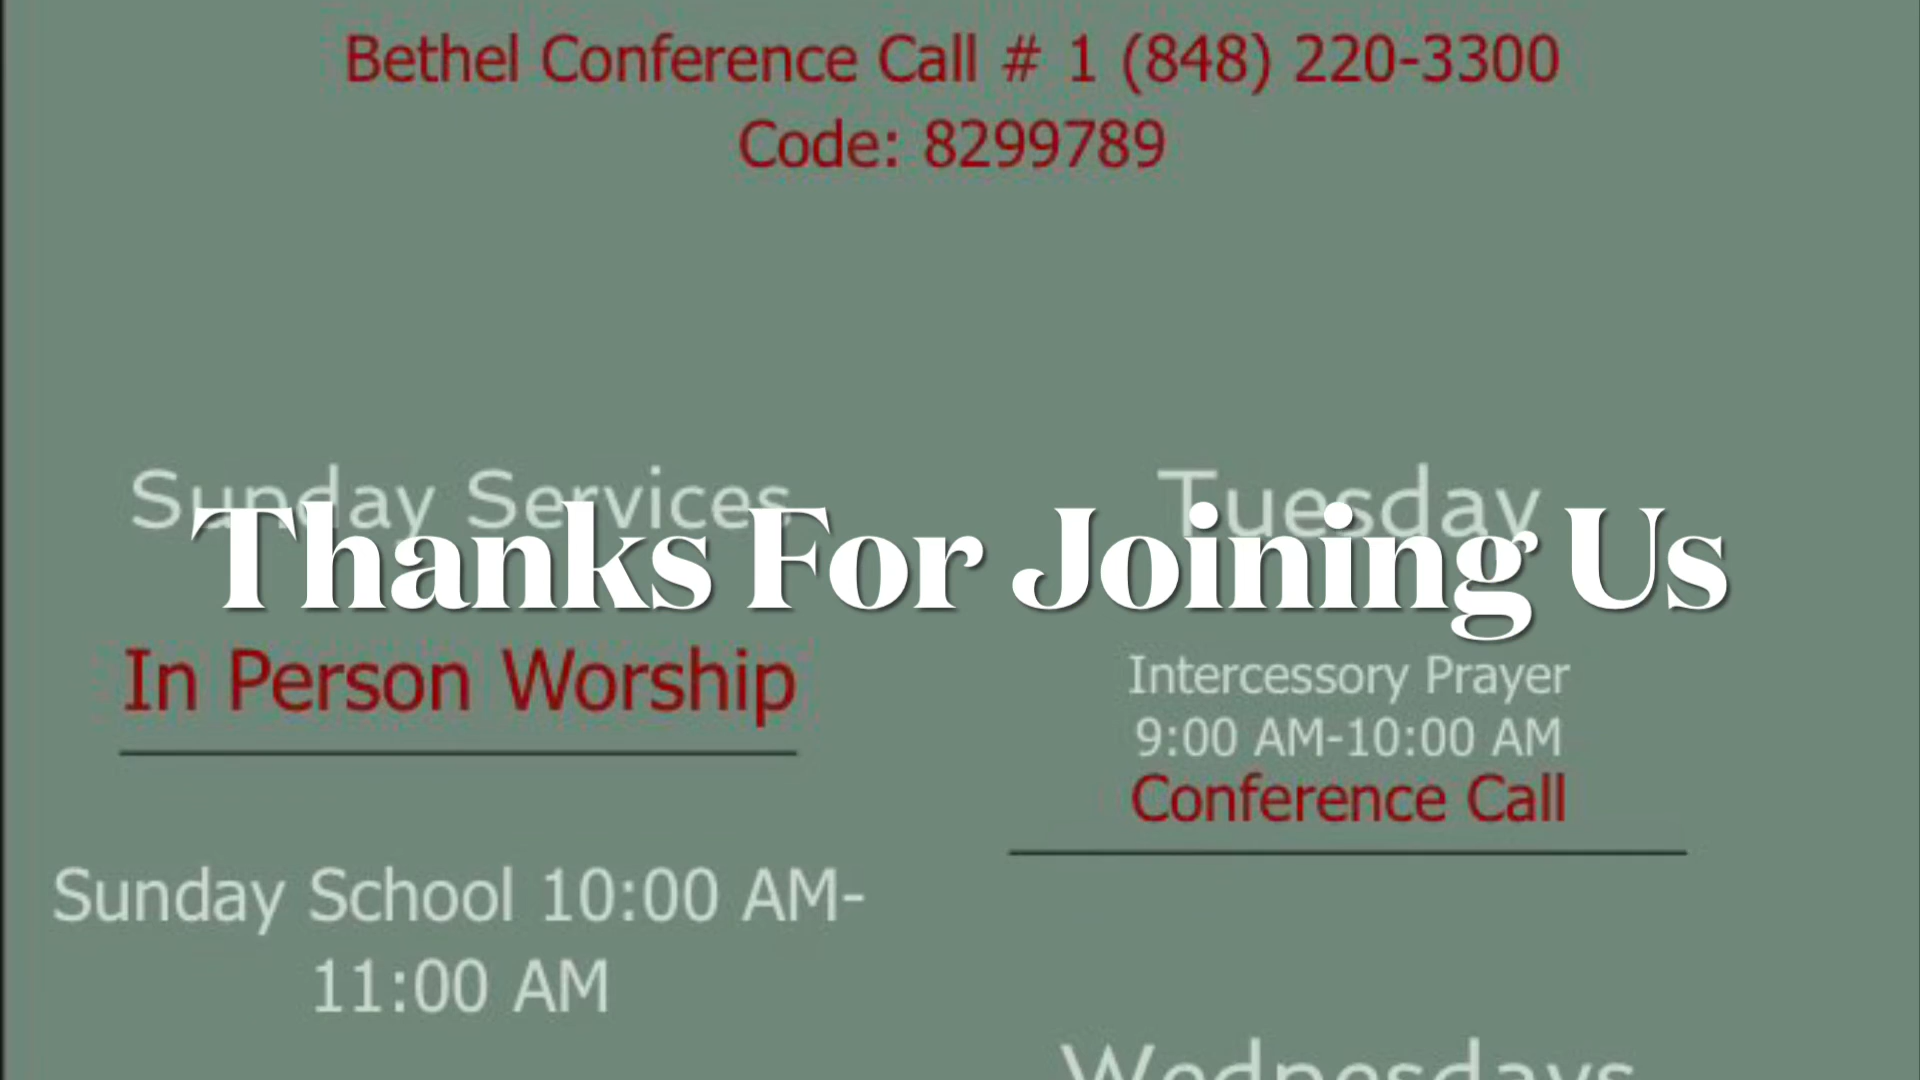 Bethel Conference Call # 1 (848) 220-3300
Code: 8299789
Sunday Services
Tuesday
Thanks For Joining Us
In Person Worship
Intercessory Prayer
9:00 AM-10:00 AM
Conference Call
Sunday School 10:00 AM-
11:00 AM
Wednesdays